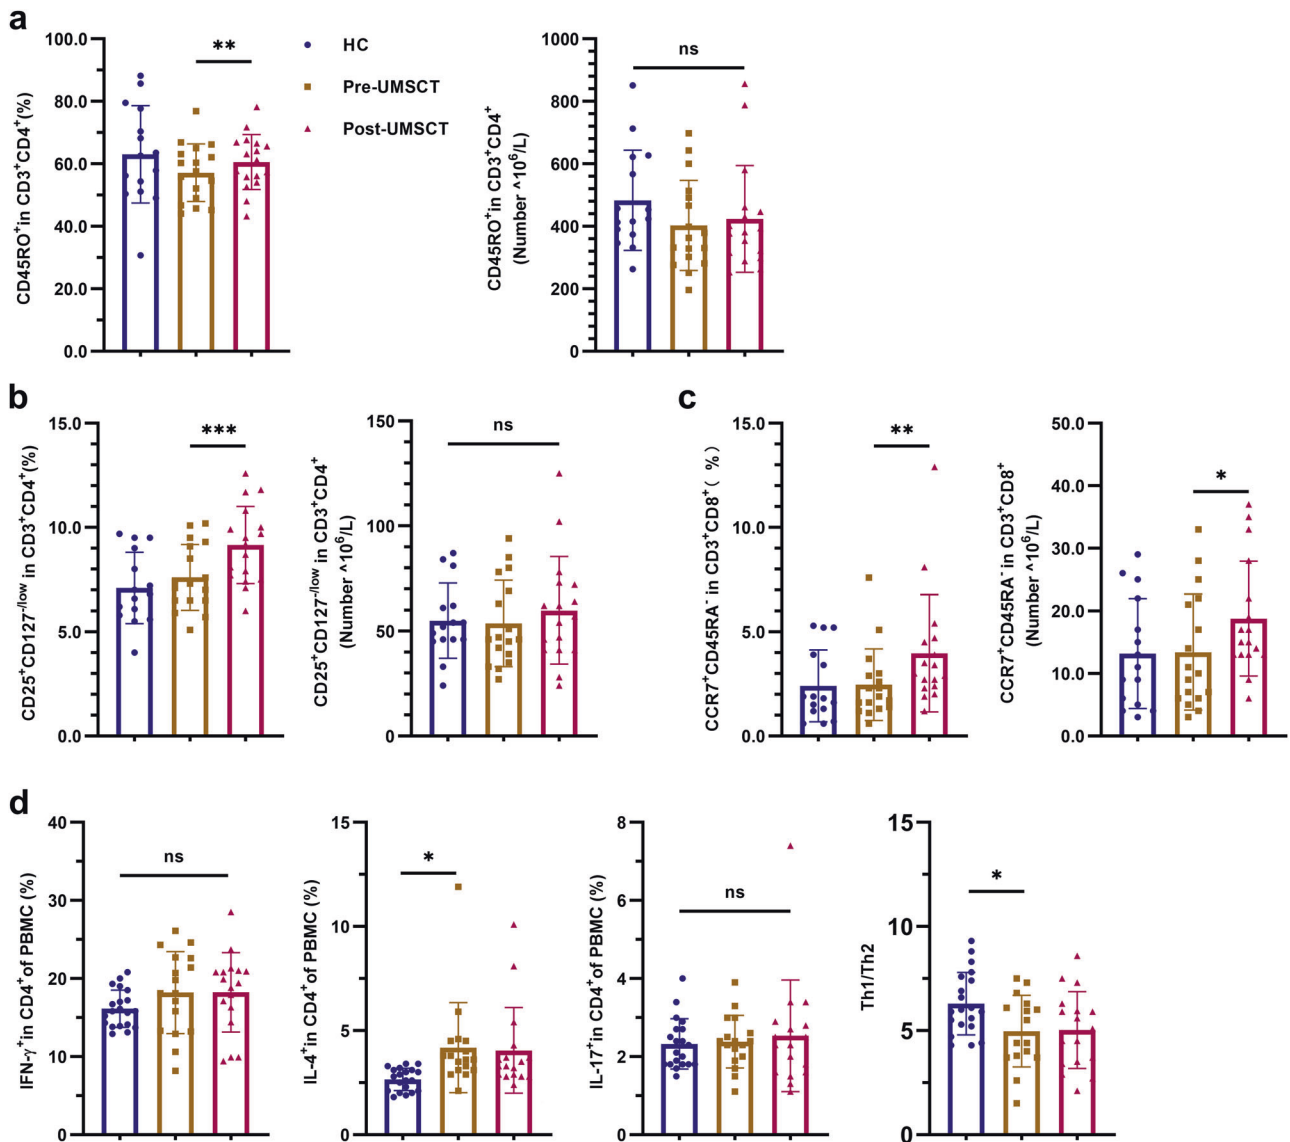 a
CD45RO⁺in CD3⁺CD4⁺(%)
100.0
80.0
60.0
40.0
20.0
0.0
**
HC
Pre-UMSCT
Post-UMSCT
CD45RO⁺in CD3⁺CD4⁺
(Number ^10⁶/L)
1000
800
600
400
200
0
ns
b
CD25⁺CD127⁻/low in CD3⁺CD4⁺(%)
15.0
10.0
5.0
0.0
***
CD25⁺CD127⁻/low in CD3⁺CD4⁺
(Number ^10⁶/L)
150
100
50
0
ns
c
CCR7⁺CD45RA⁻ in CD3⁺CD8⁺( %)
15.0
10.0
5.0
0.0
**
CCR7⁺CD45RA⁻ in CD3⁺CD8⁺
(Number ^10⁶/L)
50.0
40.0
30.0
20.0
10.0
0.0
*
d
IFN-γ⁺in CD4⁺of PBMC (%)
40
30
20
10
0
ns
IL-4⁺in CD4⁺of PBMC (%)
15
10
5
0
*
IL-17⁺in CD4⁺of PBMC (%)
8
6
4
2
0
ns
Th1/Th2
15
10
5
0
*